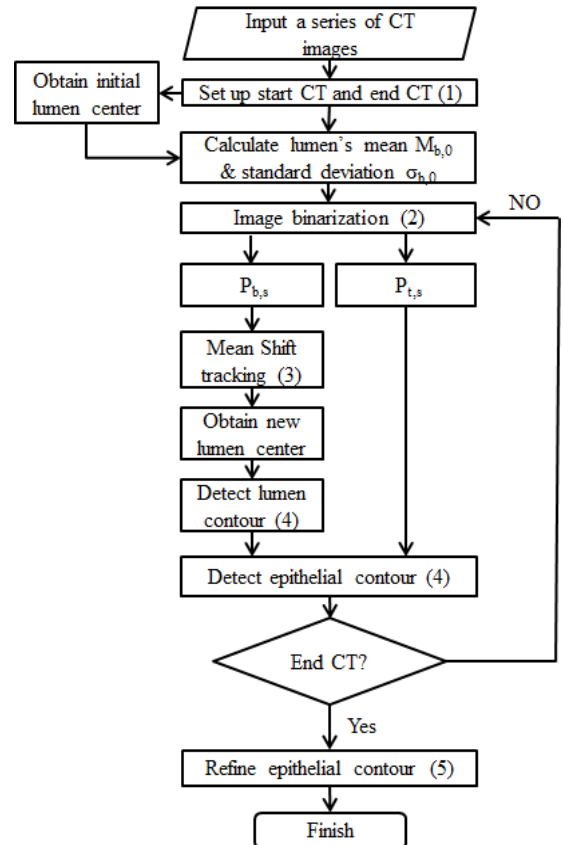 Input a series of CT
images
Obtain initial
lumen center
Set up start CT and end CT (1)
Calculate lumen's mean M_b,0
& standard deviation σ_b,0
Image binarization (2)
NO
P_b,s
P_t,s
Mean Shift
tracking (3)
Obtain new
lumen center
Detect lumen
contour (4)
Detect epithelial contour (4)
End CT?
Yes
Refine epithelial contour (5)
Finish